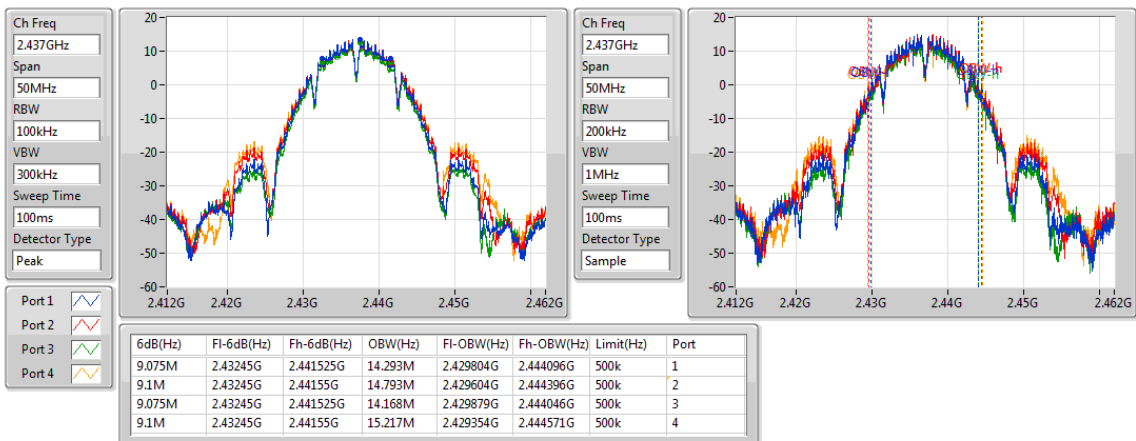 Ch Freq
2.437GHz
Span
50MHz
RBW
100kHz
VBW
300kHz
Sweep Time
100ms
Detector Type
Peak
20
10
0
-10
-20
-30
-40
-50
-60
2.412G 2.42G 2.43G 2.44G 2.45G 2.462G
Ch Freq
2.437GHz
Span
50MHz
RBW
200kHz
VBW
1MHz
Sweep Time
100ms
Detector Type
Sample
20
10
0
-10
-20
-30
-40
-50
-60
OBW-h
2.412G 2.42G 2.43G 2.44G 2.45G 2.462G
Port 1
Port 2
Port 3
Port 4
6dB(Hz) Fl-6dB(Hz) Fh-6dB(Hz) OBW(Hz) Fl-OBW(Hz) Fh-OBW(Hz) Limit(Hz) Port
9.075M 2.43245G 2.441525G 14.293M 2.429804G 2.444096G 500k 1
9.1M 2.43245G 2.44155G 14.793M 2.429604G 2.444396G 500k 2
9.075M 2.43245G 2.441525G 14.168M 2.429879G 2.444046G 500k 3
9.1M 2.43245G 2.44155G 15.217M 2.429354G 2.444571G 500k 4